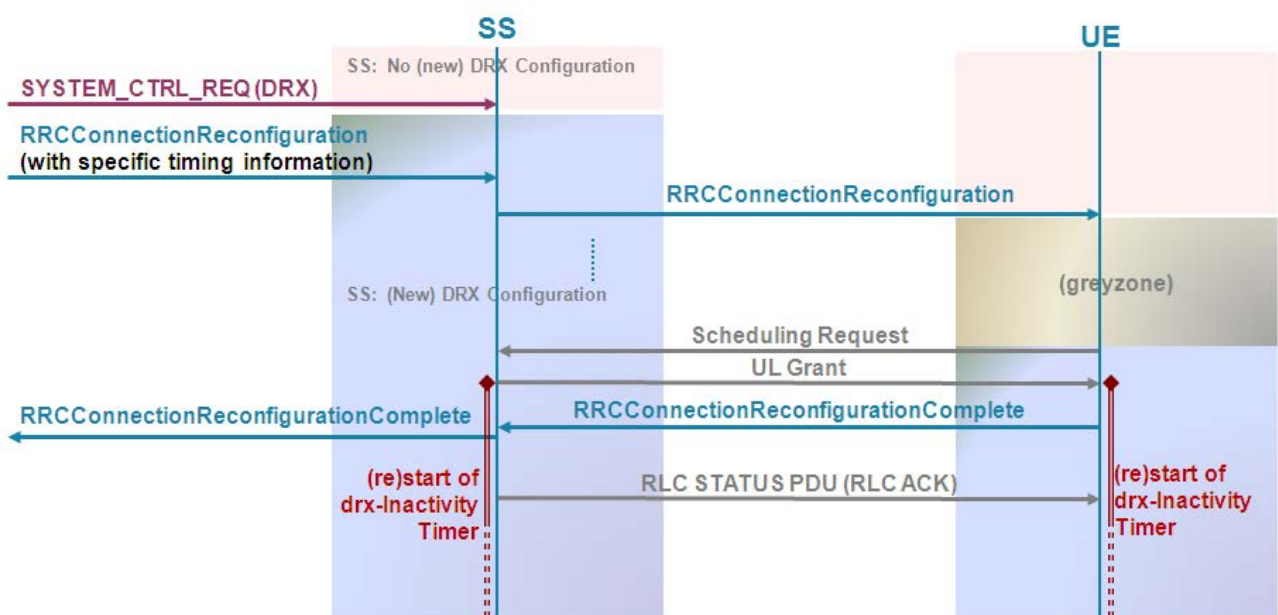 SS
UE
SS: No (new) DRX Configuration
SYSTEM_CTRL_REQ(DRX)
RRCConnectionReconfiguration
(with specific timing information)
RRCConnectionReconfiguration
(greyzone)
SS: (New) DRX Configuration
Scheduling Request
UL Grant
RRCConnectionReconfigurationComplete
RRCConnectionReconfigurationComplete
(re)start of
drx-Inactivity
Timer
RLC STATUS PDU (RLC ACK)
(re)start of
drx-Inactivity
Timer